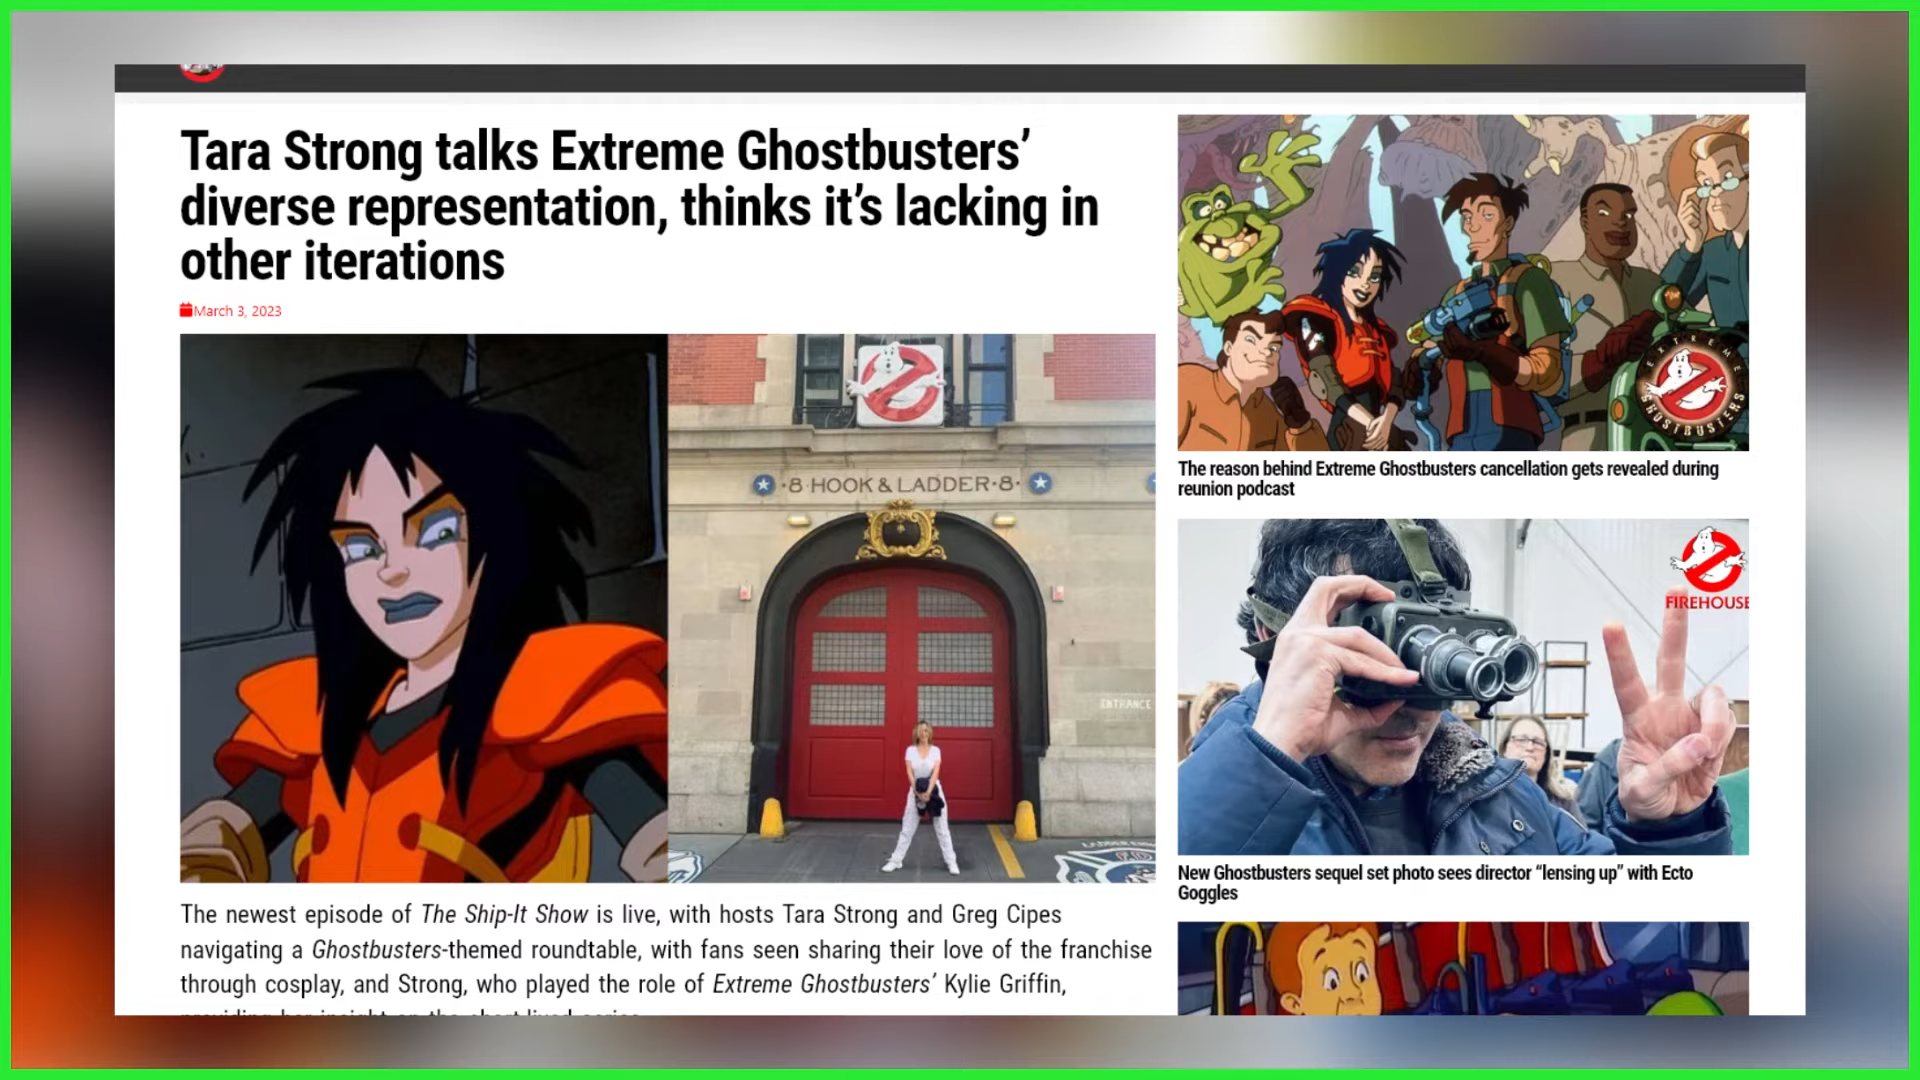 Tara Strong talks Extreme Ghostbusters’
diverse representation, thinks it’s lacking in
other iterations
March 3, 2023
8 HOOK & LADDER 8
ENTRANCE
The newest episode of The Ship-It Show is live, with hosts Tara Strong and Greg Cipes
navigating a Ghostbusters-themed roundtable, with fans seen sharing their love of the franchise
through cosplay, and Strong, who played the role of Extreme Ghostbusters’ Kylie Griffin,
EXTREME
GHOSTBUSTERS
The reason behind Extreme Ghostbusters cancellation gets revealed during
reunion podcast
FIREHOUSE
New Ghostbusters sequel set photo sees director “lensing up” with Ecto
Goggles